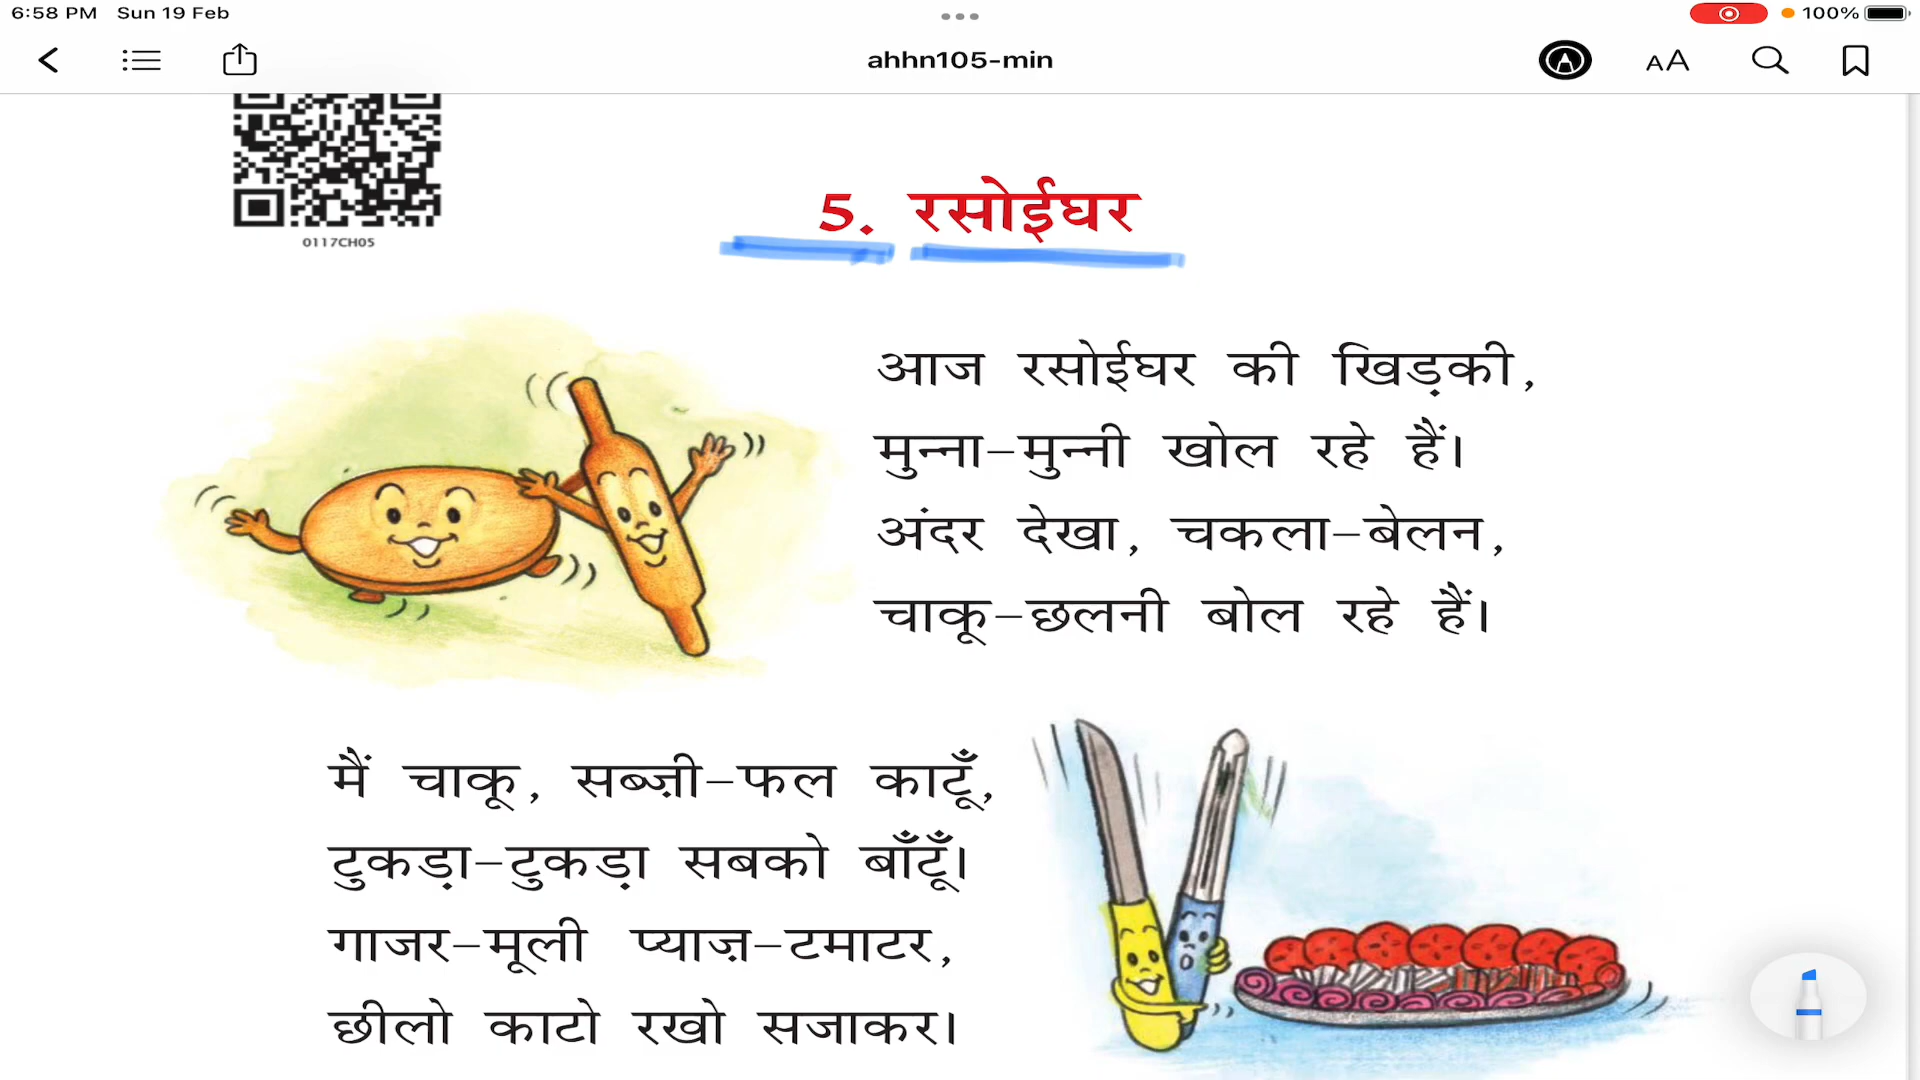 6:58 PM Sun 19 Feb
100%
ahhn105-min
AA
0117CH05
5. रसोईघर
आज रसोईघर की खिड़की,
मुन्ना–मुन्नी खोल रहे हैं।
अंदर देखा, चकला–बेलन,
चाकू–छलनी बोल रहे हैं।
मैं चाकू, सब्ज़ी–फल काटूँ,
टुकड़ा–टुकड़ा सबको बाँटूँ।
गाजर–मूली प्याज़–टमाटर,
छीलो काटो रखो सजाकर।